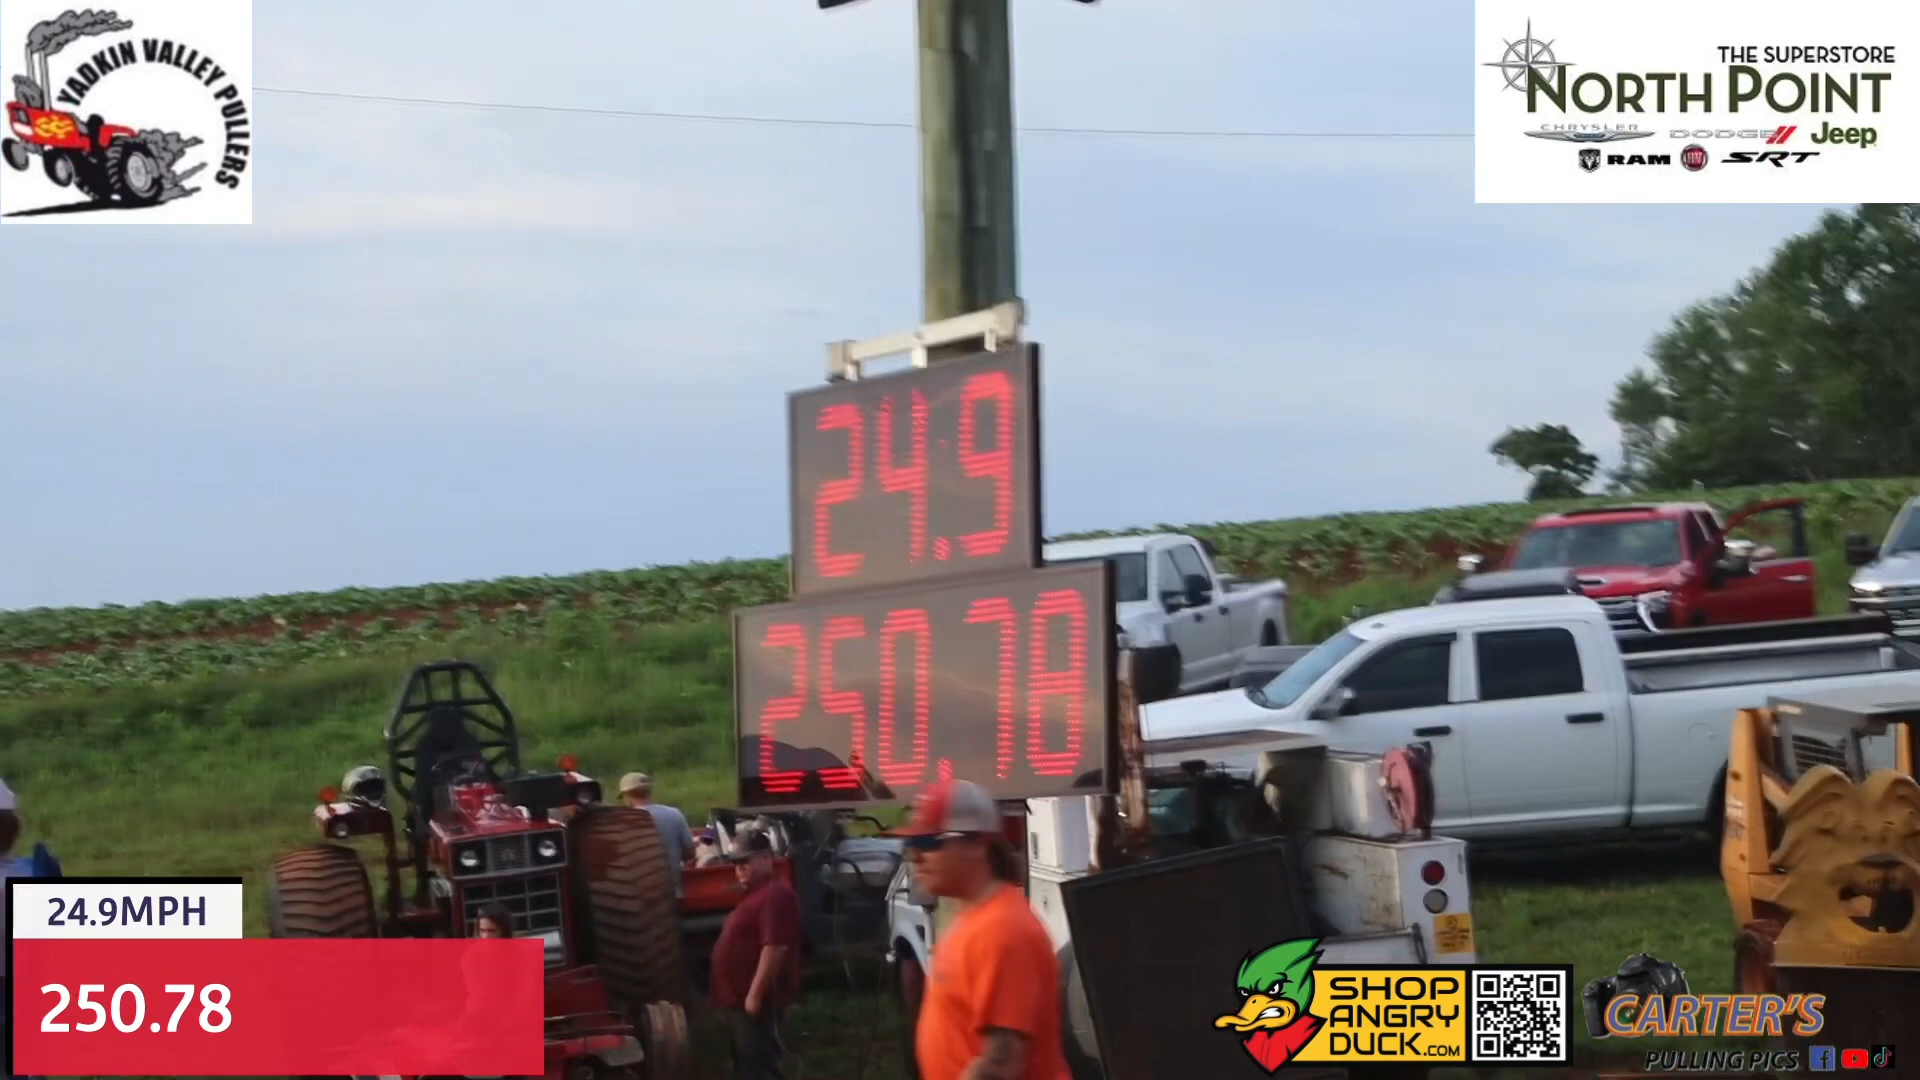 YADKIN VALLEY PULLERS
THE SUPERSTORE
NORTH POINT
CHRYSLER DODGE Jeep
RAM FIAT SRT
24.9
250.78
24.9MPH
250.78
SHOP
ANGRY
DUCK.COM
CARTER'S
PULLING PICS